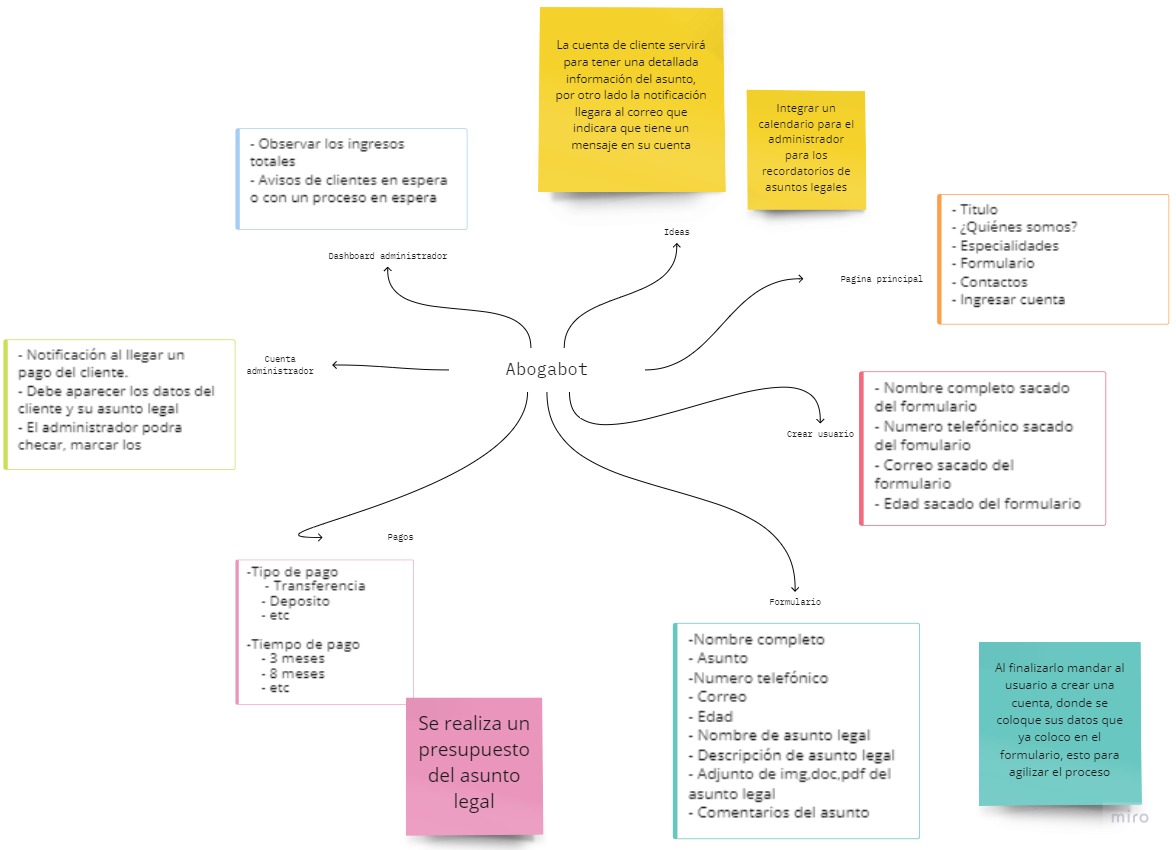 La cuenta de cliente servirá
para tener una detallada
información del asunto,
por otro lado la notificación
llegara al correo que
indicara que tiene un
mensaje en su cuenta
Integrar un
calendario para el
administrador
para los
recordatorios de
asuntos legales
- Observar los ingresos
totales
- Avisos de clientes en espera
o con un proceso en espera
Ideas
Dashboard administrador
Pagina principal
- Titulo
- ¿Quiénes somos?
- Especialidades
- Formulario
- Contactos
- Ingresar cuenta
- Notificación al llegar un
pago del cliente.
- Debe aparecer los datos del
cliente y su asunto legal
- El administrador podra
checar, marcar los
Cuenta
administrador
Abogabot
Crear usuario
- Nombre completo sacado
del formulario
- Numero telefónico sacado
del fomulario
- Correo sacado del
formulario
- Edad sacado del formulario
Pagos
-Tipo de pago
- Transferencia
- Deposito
- etc
-Tiempo de pago
- 3 meses
- 8 meses
- etc
Se realiza un
presupuesto
del asunto
legal
Formulario
-Nombre completo
- Asunto
-Numero telefónico
- Correo
- Edad
- Nombre de asunto legal
- Descripción de asunto legal
- Adjunto de img,doc,pdf del
asunto legal
- Comentarios del asunto
Al finalizarlo mandar al
usuario a crear una
cuenta, donde se
coloque sus datos que
ya coloco en el
formulario, esto para
agilizar el proceso
miro